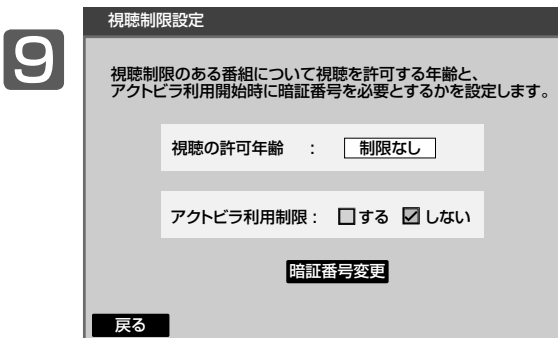 9
視聴制限設定
視聴制限のある番組について視聴を許可する年齢と、
アクトビラ利用開始時に暗証番号を必要とするかを設定します。
視聴の許可年齢 : 制限なし
アクトビラ利用制限 : する しない
暗証番号変更
戻る